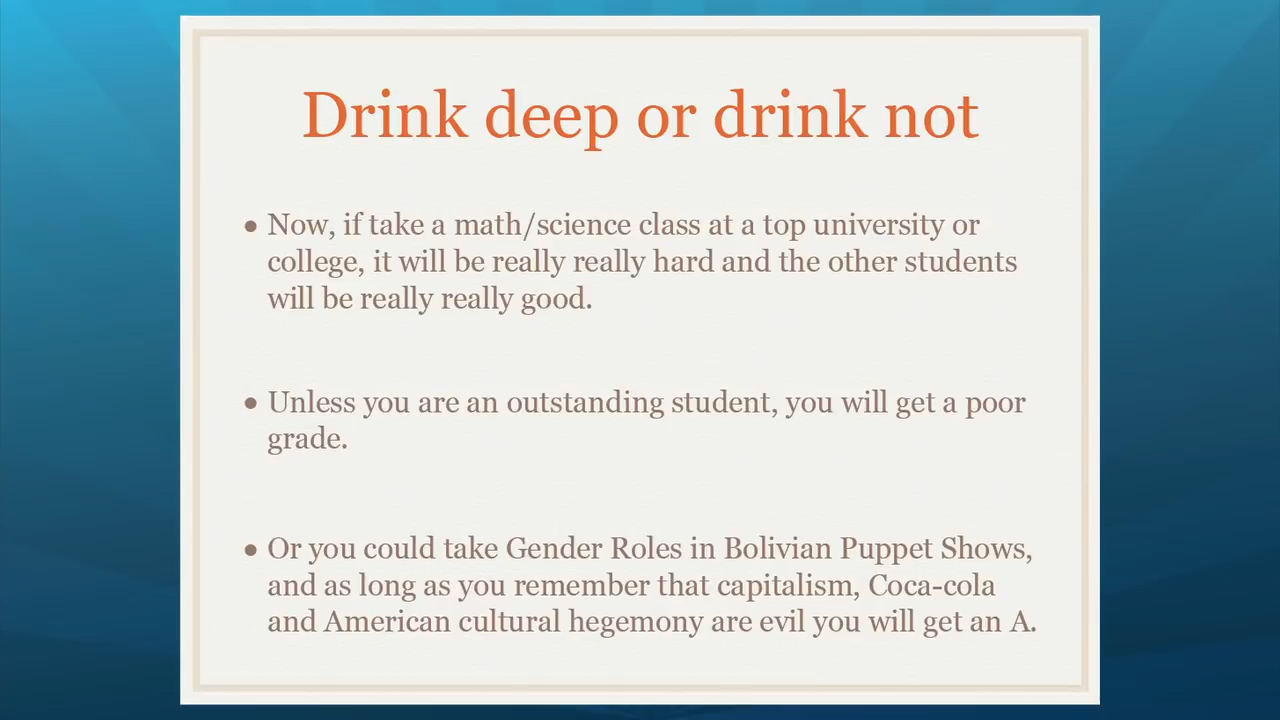 Drink deep or drink not
• Now, if take a math/science class at a top university or
college, it will be really really hard and the other students
will be really really good.
• Unless you are an outstanding student, you will get a poor
grade.
• Or you could take Gender Roles in Bolivian Puppet Shows,
and as long as you remember that capitalism, Coca-cola
and American cultural hegemony are evil you will get an A.